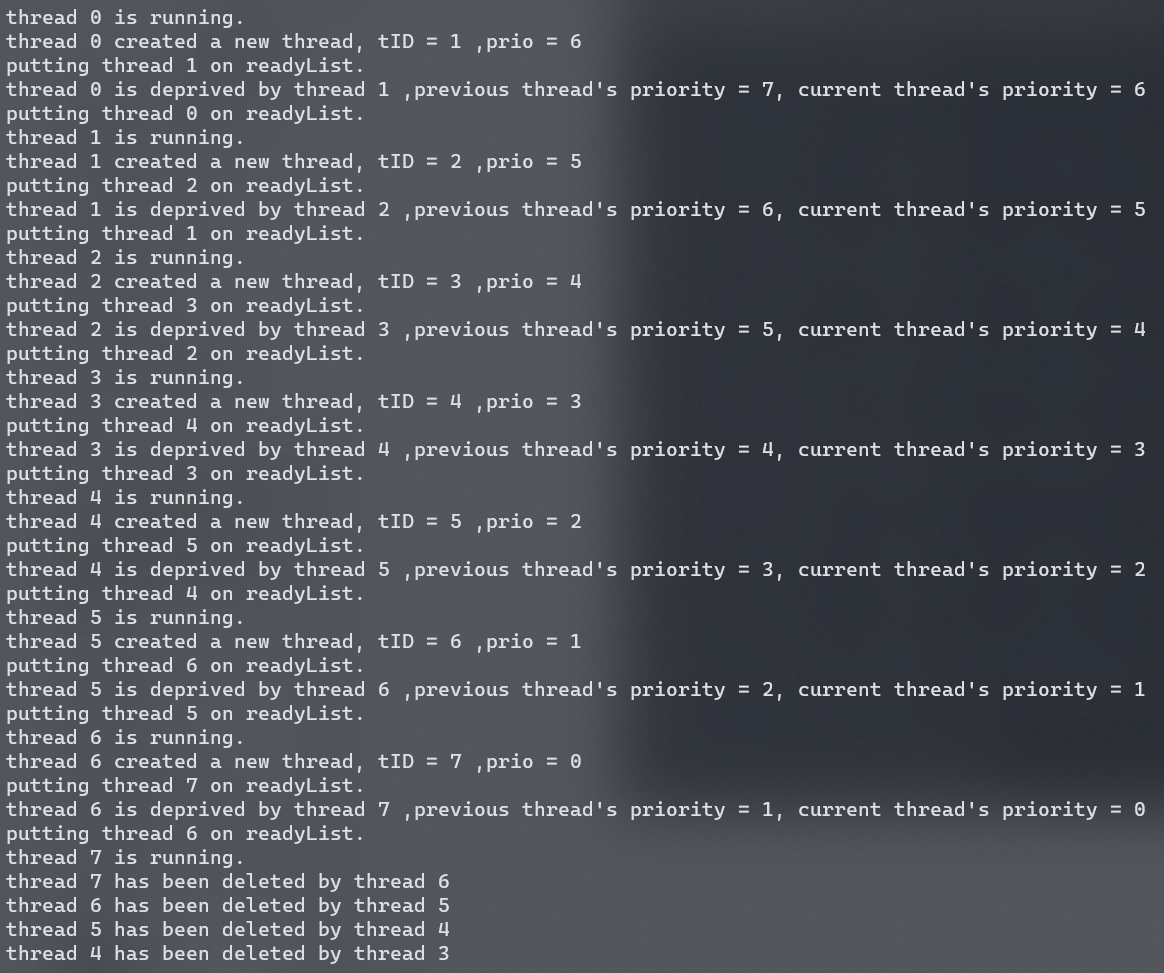 thread 0 is running.
thread 0 created a new thread, tID = 1 ,prio = 6
putting thread 1 on readyList.
thread 0 is deprived by thread 1 ,previous thread's priority = 7, current thread's priority = 6
putting thread 0 on readyList.
thread 1 is running.
thread 1 created a new thread, tID = 2 ,prio = 5
putting thread 2 on readyList.
thread 1 is deprived by thread 2 ,previous thread's priority = 6, current thread's priority = 5
putting thread 1 on readyList.
thread 2 is running.
thread 2 created a new thread, tID = 3 ,prio = 4
putting thread 3 on readyList.
thread 2 is deprived by thread 3 ,previous thread's priority = 5, current thread's priority = 4
putting thread 2 on readyList.
thread 3 is running.
thread 3 created a new thread, tID = 4 ,prio = 3
putting thread 4 on readyList.
thread 3 is deprived by thread 4 ,previous thread's priority = 4, current thread's priority = 3
putting thread 3 on readyList.
thread 4 is running.
thread 4 created a new thread, tID = 5 ,prio = 2
putting thread 5 on readyList.
thread 4 is deprived by thread 5 ,previous thread's priority = 3, current thread's priority = 2
putting thread 4 on readyList.
thread 5 is running.
thread 5 created a new thread, tID = 6 ,prio = 1
putting thread 6 on readyList.
thread 5 is deprived by thread 6 ,previous thread's priority = 2, current thread's priority = 1
putting thread 5 on readyList.
thread 6 is running.
thread 6 created a new thread, tID = 7 ,prio = 0
putting thread 7 on readyList.
thread 6 is deprived by thread 7 ,previous thread's priority = 1, current thread's priority = 0
putting thread 6 on readyList.
thread 7 is running.
thread 7 has been deleted by thread 6
thread 6 has been deleted by thread 5
thread 5 has been deleted by thread 4
thread 4 has been deleted by thread 3